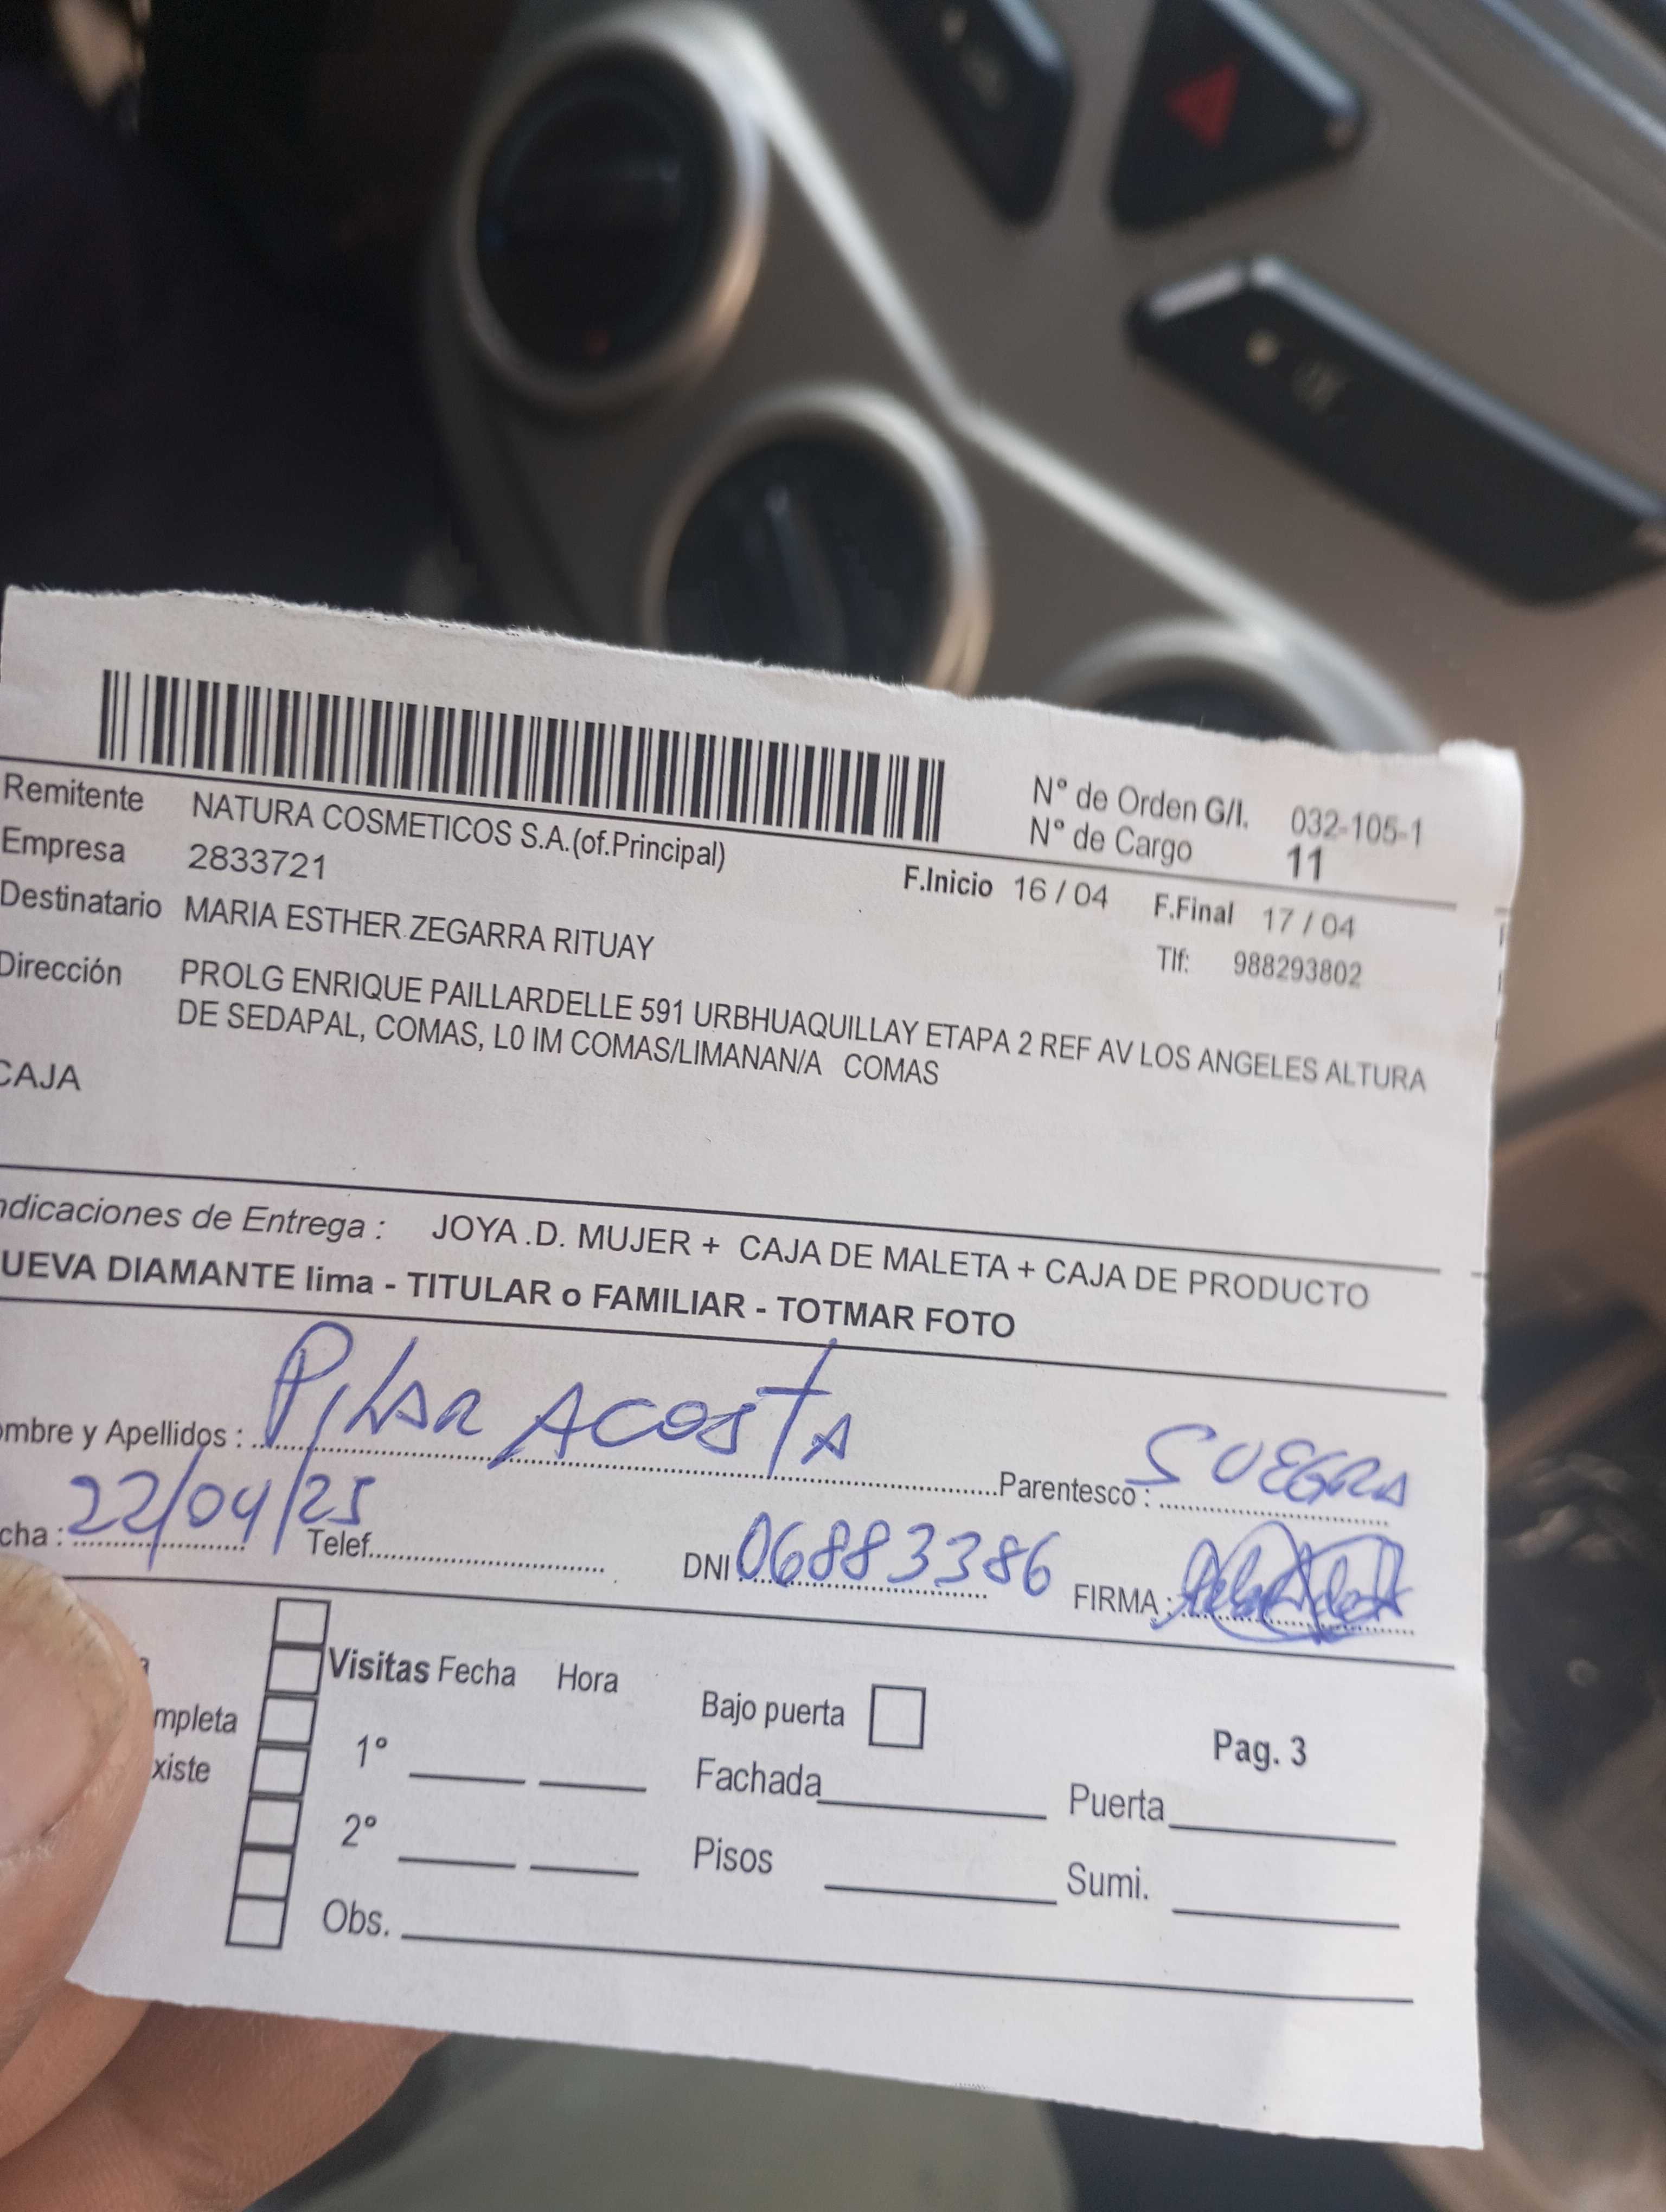 Remitente NATURA COSMETICOS S.A.(of.Principal) N° de Orden G/I. 032-105-1
N° de Cargo 11
Empresa 2833721 F.Inicio 16 / 04 F.Final 17 / 04
Destinatario MARIA ESTHER ZEGARRA RITUAY Tlf: 988293802
Dirección PROLG ENRIQUE PAILLARDELLE 591 URBHUAQUILLAY ETAPA 2 REF AV LOS ANGELES ALTURA
DE SEDAPAL, COMAS, L0 IM COMAS/LIMANAN/A COMAS
CAJA
ndicaciones de Entrega : JOYA .D. MUJER + CAJA DE MALETA + CAJA DE PRODUCTO
UEVA DIAMANTE lima - TITULAR o FAMILIAR - TOTMAR FOTO
ombre y Apellidos : PILAR ACOSTA Parentesco : SUEGRA
cha : 22/04/25 Telef. DNI 06883386 FIRMA :
Visitas Fecha Hora Bajo puerta Pag. 3
mpleta
xiste 1° Fachada Puerta
2° Pisos Sumi.
Obs.